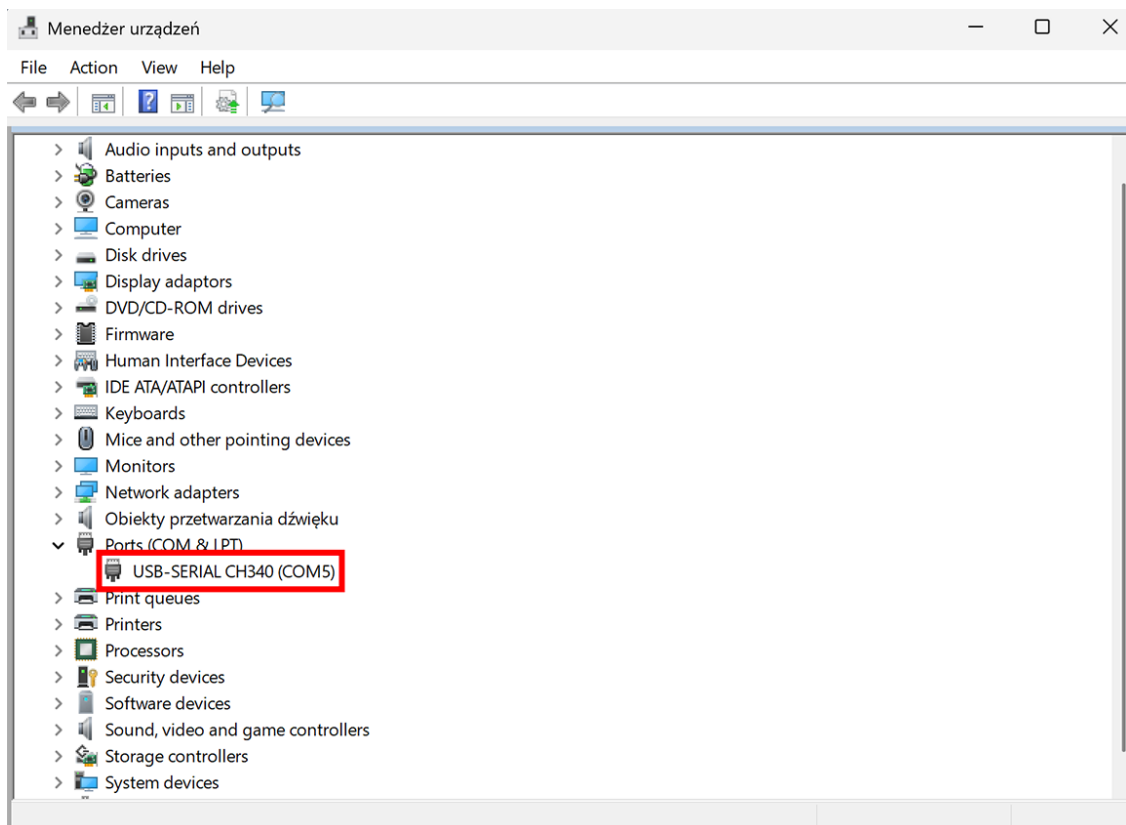 Menedżer urządzeń
File Action View Help
Audio inputs and outputs
Batteries
Cameras
Computer
Disk drives
Display adaptors
DVD/CD-ROM drives
Firmware
Human Interface Devices
IDE ATA/ATAPI controllers
Keyboards
Mice and other pointing devices
Monitors
Network adapters
Obiekty przetwarzania dźwięku
Ports (COM & LPT)
USB-SERIAL CH340 (COM5)
Print queues
Printers
Processors
Security devices
Software devices
Sound, video and game controllers
Storage controllers
System devices